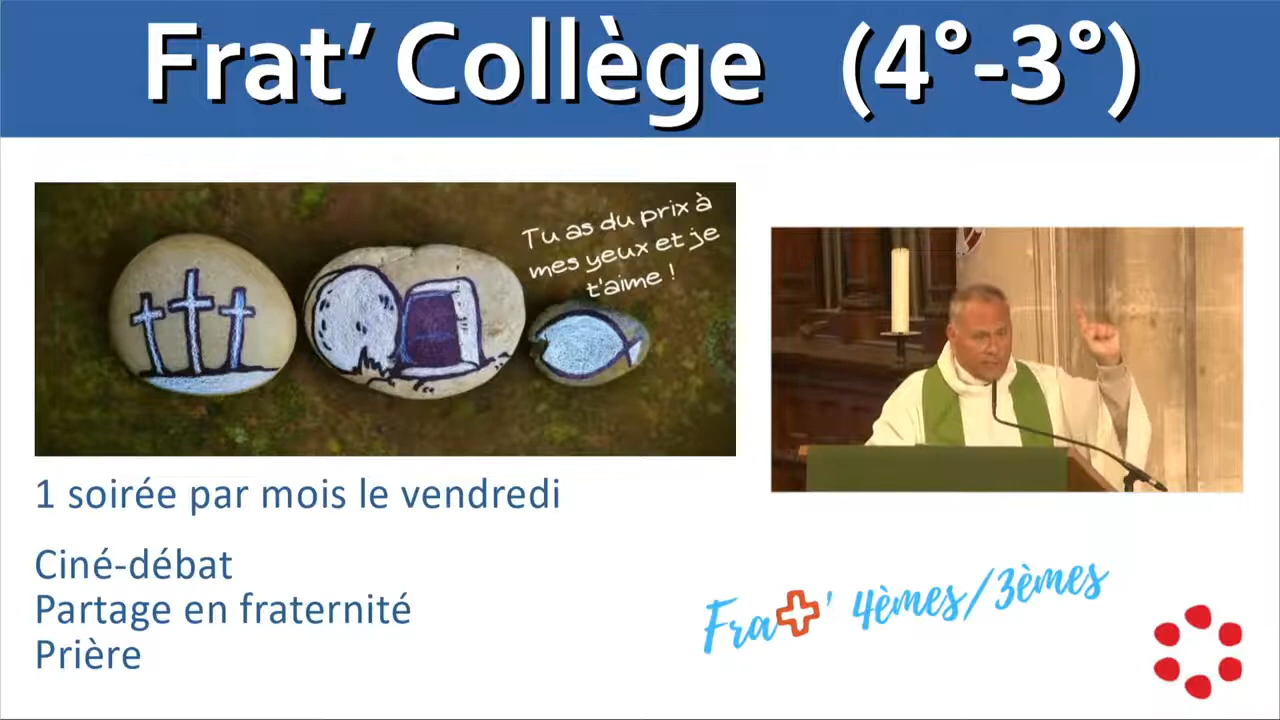 Frat’ Collège (4°-3°)
Tu as du prix à
mes yeux et je
t'aime !
1 soirée par mois le vendredi
Ciné-débat
Partage en fraternité
Prière
Frat' 4èmes/3èmes